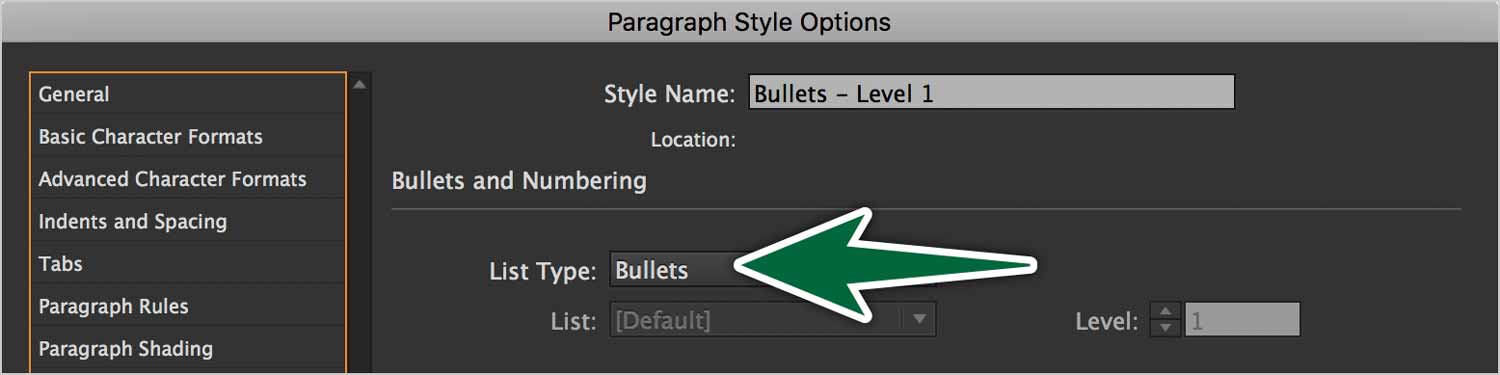 Paragraph Style Options
General
Basic Character Formats
Advanced Character Formats
Indents and Spacing
Tabs
Paragraph Rules
Paragraph Shading
Style Name: Bullets – Level 1
Location:
Bullets and Numbering
List Type: Bullets
List: [Default] Level: 1